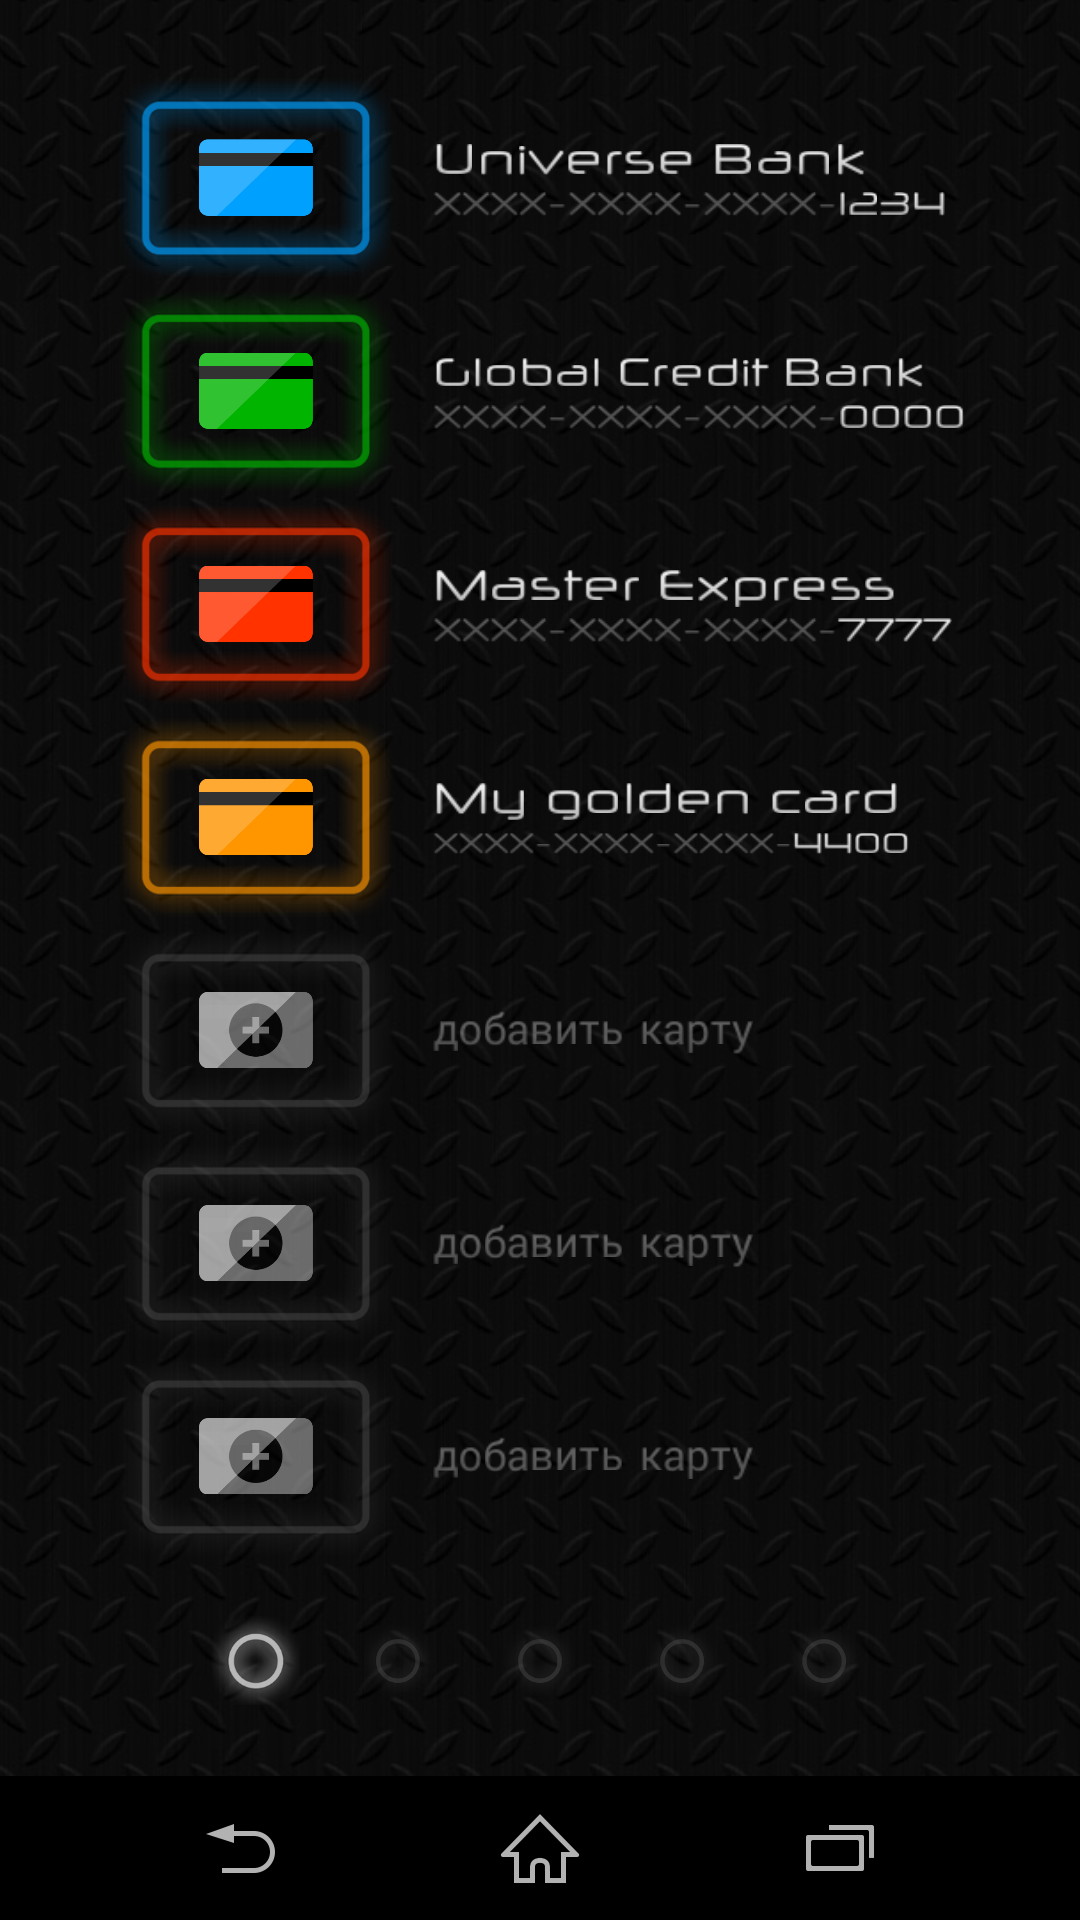 Universe Bank
XXXX-XXXX-XXXX-1234
Global Credit Bank
XXXX-XXXX-XXXX-0000
Master Express
XXXX-XXXX-XXXX-7777
My golden card
XXXX-XXXX-XXXX-4400
добавить карту
добавить карту
добавить карту